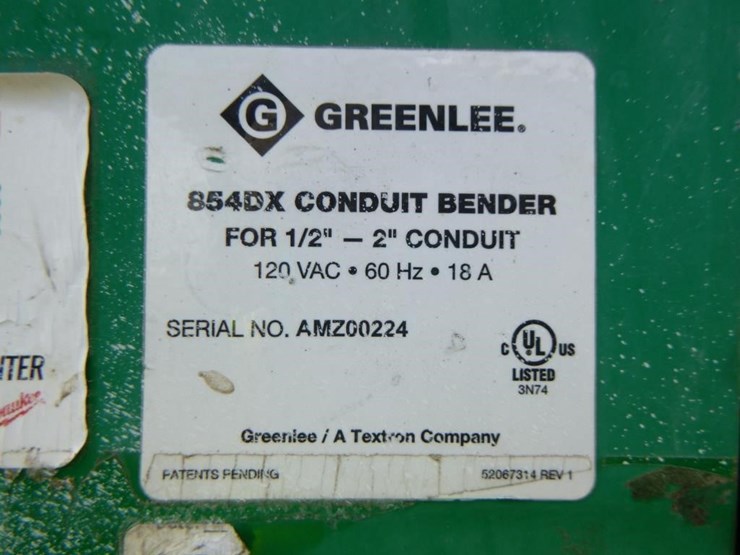 G GREENLEE®
854DX CONDUIT BENDER
FOR 1/2" — 2" CONDUIT
120 VAC • 60 Hz • 18 A
SERIAL NO. AMZ00224
C UL US
LISTED
3N74
Greenlee / A Textron Company
PATENTS PENDING
52067314 REV 1